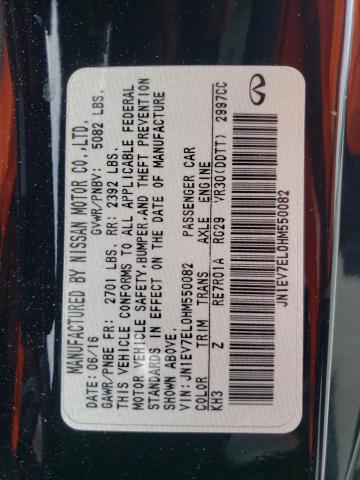 MANUFACTURED BY NISSAN MOTOR CO.,LTD.
DATE: 06/16 GVWR/PNBV: 5082 LBS.
GAWR/PNBE FR: 2701 LBS. RR: 2392 LBS.
THIS VEHICLE CONFORMS TO ALL APPLICABLE FEDERAL
MOTOR VEHICLE SAFETY, BUMPER, AND THEFT PREVENTION
STANDARDS IN EFFECT ON THE DATE OF MANUFACTURE
SHOWN ABOVE.
VIN: JN1EV7EL0HM550082 PASSENGER CAR
COLOR TRIM TRANS AXLE ENGINE
KH3 Z RE7R01A RG29 VR30(DDTT) 2997CC
JN1EV7EL0HM550082